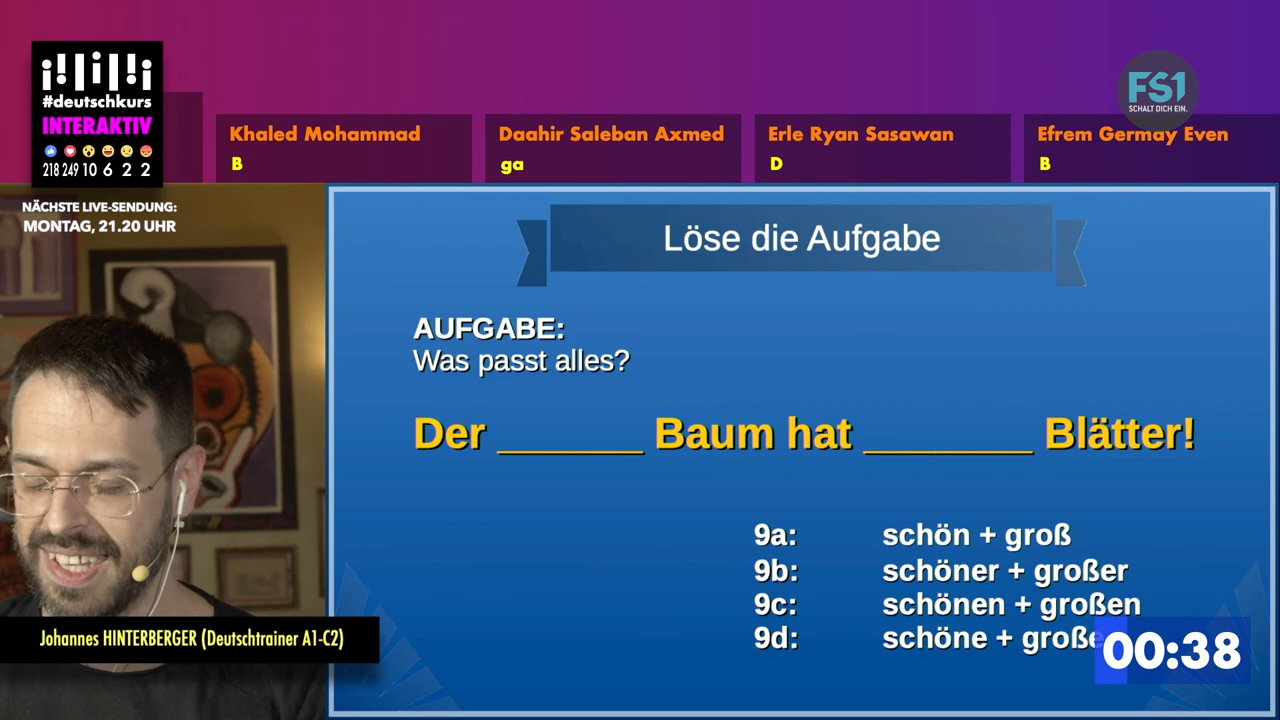 #deutschkurs
INTERAKTIV
218 249 10 6 2 2
NÄCHSTE LIVE-SENDUNG:
MONTAG, 21.20 UHR
Khaled Mohammad
B
Daahir Saleban Axmed
ga
Erle Ryan Sasawan
D
Efrem Germay Even
B
FS1
SCHALT DICH EIN.
Löse die Aufgabe
AUFGABE:
Was passt alles?
Der ______ Baum hat _______ Blätter!
9a: schön + groß
9b: schöner + großer
9c: schönen + großen
9d: schöne + große
00:38
Johannes HINTERBERGER (Deutschtrainer A1-C2)